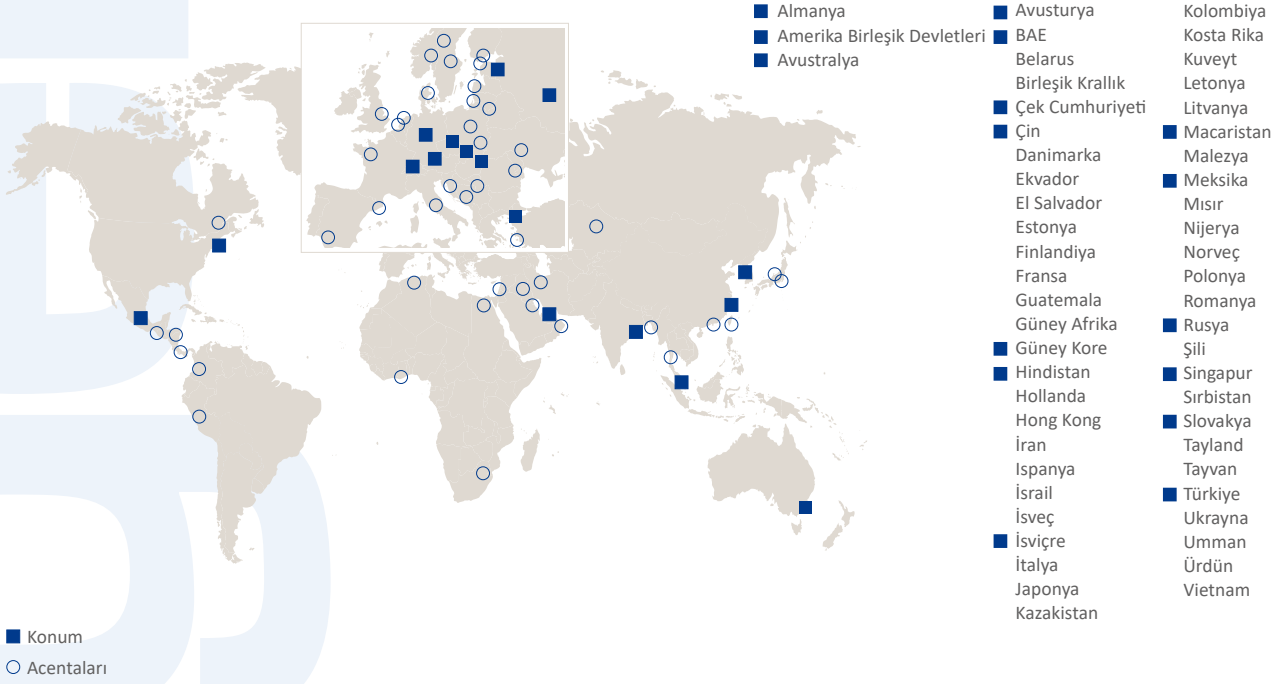 Almanya
Amerika Birleşik Devletleri
Avustralya
Avusturya
BAE
Belarus
Birleşik Krallık
Çek Cumhuriyeti
Çin
Danimarka
Ekvador
El Salvador
Estonya
Finlandiya
Fransa
Guatemala
Güney Afrika
Güney Kore
Hindistan
Hollanda
Hong Kong
İran
Ispanya
İsrail
İsveç
İsviçre
İtalya
Japonya
Kazakistan
Kolombiya
Kosta Rika
Kuveyt
Letonya
Litvanya
Macaristan
Malezya
Meksika
Mısır
Nijerya
Norveç
Polonya
Romanya
Rusya
Şili
Singapur
Sırbistan
Slovakya
Tayland
Tayvan
Türkiye
Ukrayna
Umman
Ürdün
Vietnam
Konum
Acentaları